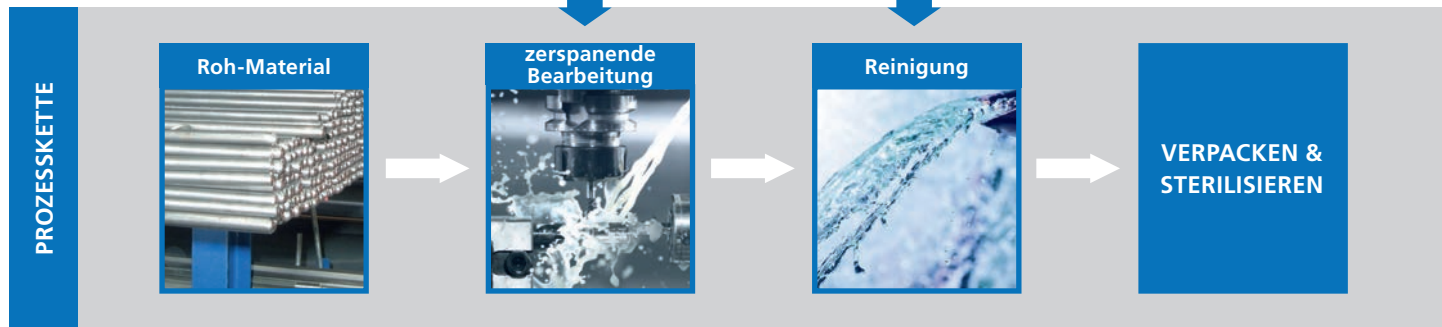 PROZESSKETTE
Roh-Material
zerspanende
Bearbeitung
Reinigung
VERPACKEN &
STERILISIEREN